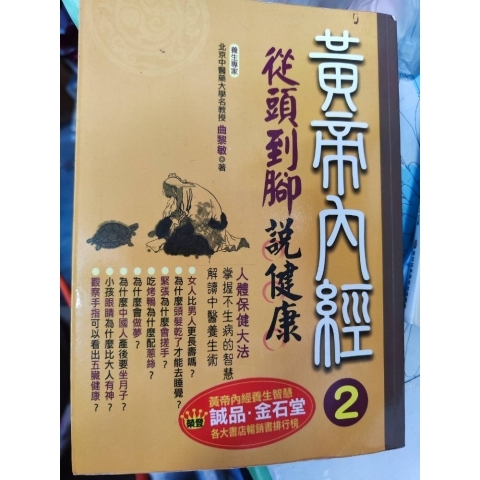 黃帝內經
2
從頭到腳
說健康
養生專家
北京中醫藥大學名教授 曲黎敏◎著
人體保健大法
掌握不生病的智慧
解讀中醫養生術
女人比男人更長壽嗎？
為什麼頭髮乾了才能去睡覺？
緊張為什麼會搓手？
吃烤鴨為什麼配蔥絲？
為什麼會做夢？
為什麼中國人產後要坐月子？
小孩眼睛為什麼比大人有神？
觀察手指可以看出五臟健康？
黃帝內經養生智慧
榮登
誠品·金石堂
各大書店暢銷書排行榜